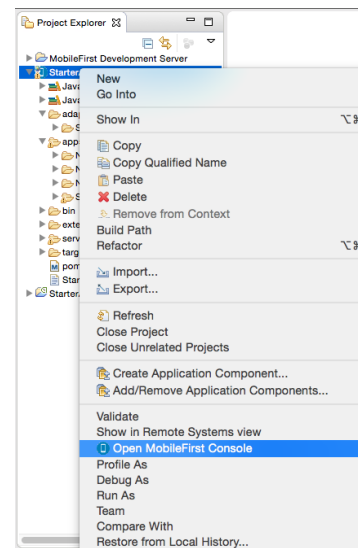 Project Explorer
MobileFirst Development Server
Starter
Java
Java
ada
S
app
N
N
N
S
bin
exte
serv
targ
pom
Star
Starter
New
Go Into
Show In
Copy
Copy Qualified Name
Paste
Delete
Remove from Context
Build Path
Refactor
Import...
Export...
Refresh
Close Project
Close Unrelated Projects
Create Application Component...
Add/Remove Application Components...
Validate
Show in Remote Systems view
Open MobileFirst Console
Profile As
Debug As
Run As
Team
Compare With
Restore from Local History...